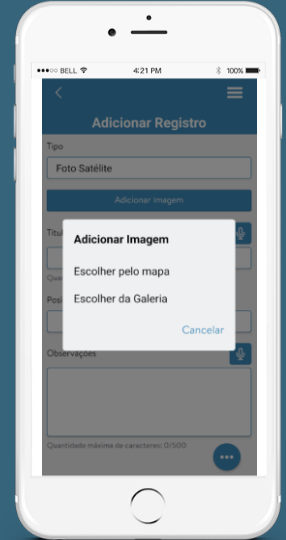 BELL
4:21 PM
100%
Adicionar Registro
Tipo
Foto Satélite
Adicionar Imagem
Adicionar Imagem
Escolher pelo mapa
Escolher da Galeria
Cancelar
Observações
Quantidade máxima de caracteres: 0/500